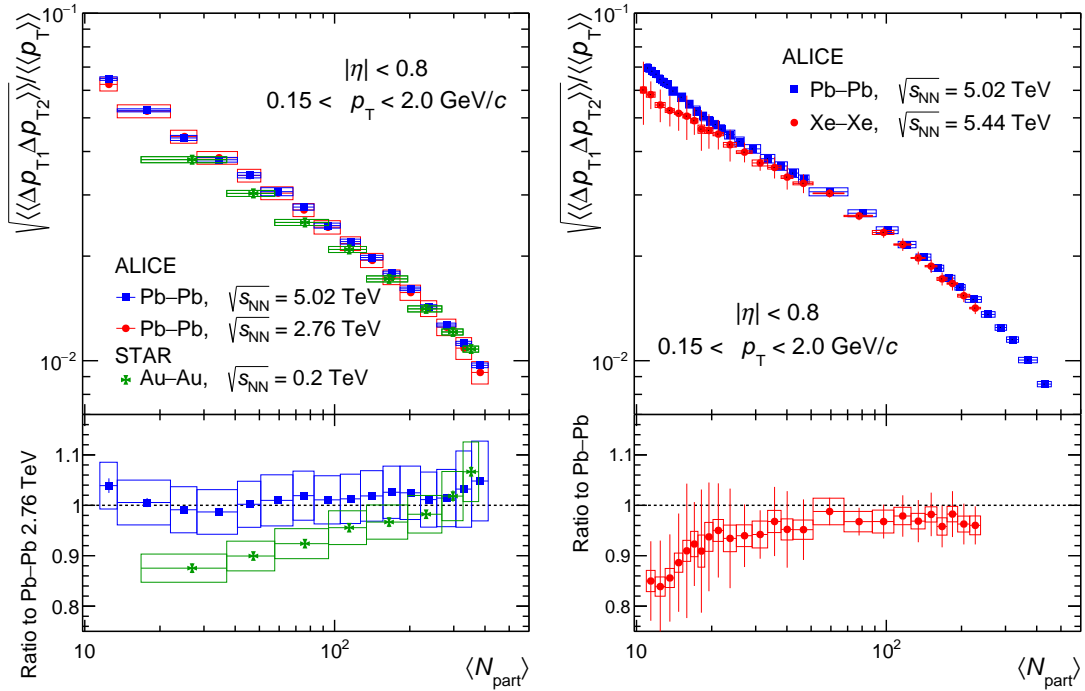 10⁻¹
10⁻²
√⟨⟨Δp_T1 Δp_T2⟩⟩/⟨⟨p_T⟩⟩
|η| < 0.8
0.15 < p_T < 2.0 GeV/c
ALICE
Pb–Pb, √s_NN = 5.02 TeV
Pb–Pb, √s_NN = 2.76 TeV
STAR
Au–Au, √s_NN = 0.2 TeV
Ratio to Pb–Pb 2.76 TeV
1.1
1
0.9
0.8
10
10²
⟨N_part⟩
10⁻¹
10⁻²
√⟨⟨Δp_T1 Δp_T2⟩⟩/⟨⟨p_T⟩⟩
ALICE
Pb–Pb, √s_NN = 5.02 TeV
Xe–Xe, √s_NN = 5.44 TeV
|η| < 0.8
0.15 < p_T < 2.0 GeV/c
Ratio to Pb–Pb
1.1
1
0.9
0.8
10
10²
⟨N_part⟩